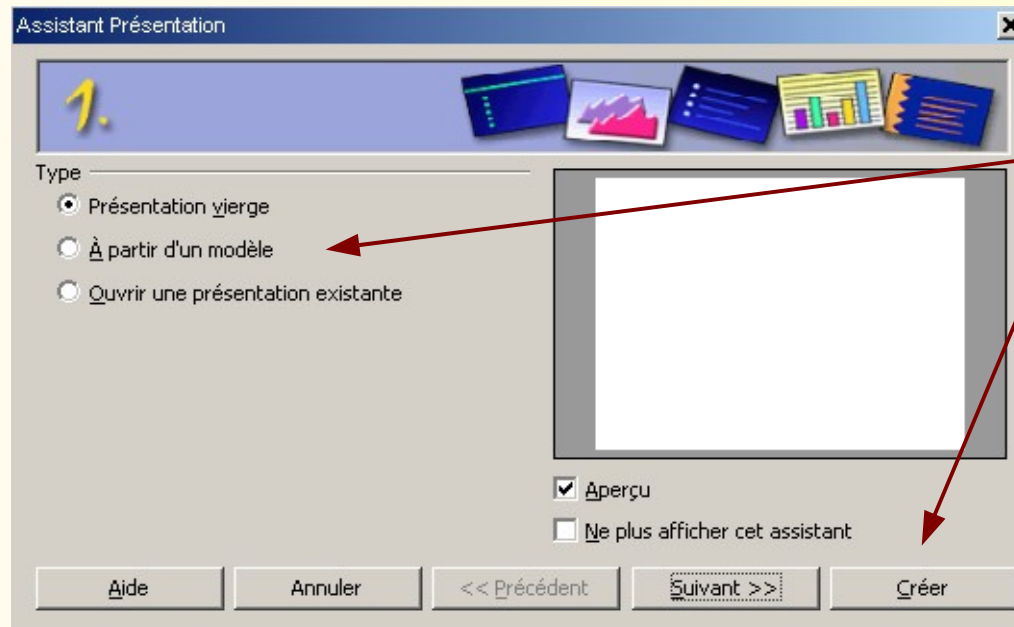 Assistant Présentation
1.
Type
Présentation vierge
À partir d'un modèle
Ouvrir une présentation existante
Aperçu
Ne plus afficher cet assistant
Aide Annuler << Précédent Suivant >> Créer